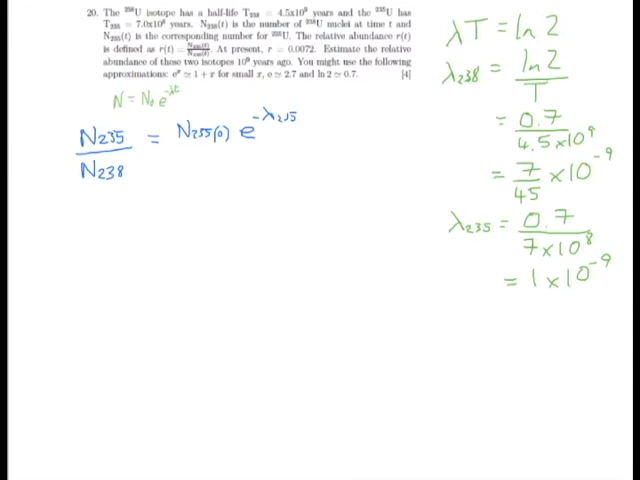 20. The ²³⁸U isotope has a half-life T₂₃₈ = 4.5x10⁹ years and the ²³⁵U has
T₂₃₅ = 7.0x10⁸ years. N₂₃₅(t) is the number of ²³⁵U nuclei at time t and
N₂₃₈(t) is the corresponding number for ²³⁸U. The relative abundance r(t)
is defined as r(t) = N₂₃₅(t)/N₂₃₈(t). At present, r = 0.0072. Estimate the relative
abundance of these two isotopes 10⁹ years ago. You might use the following
approximations: eˣ ≃ 1 + x for small x, e ≃ 2.7 and ln 2 ≃ 0.7. [4]
N = N₀ e^-λt
N235/N238 = N235(0) e^-λ235
λT = ln 2
λ238 = ln 2/T
= 0.7/4.5×10⁹
= 7/45 ×10⁻⁹
λ235 = 0.7/7×10⁸
= 1×10⁻⁹